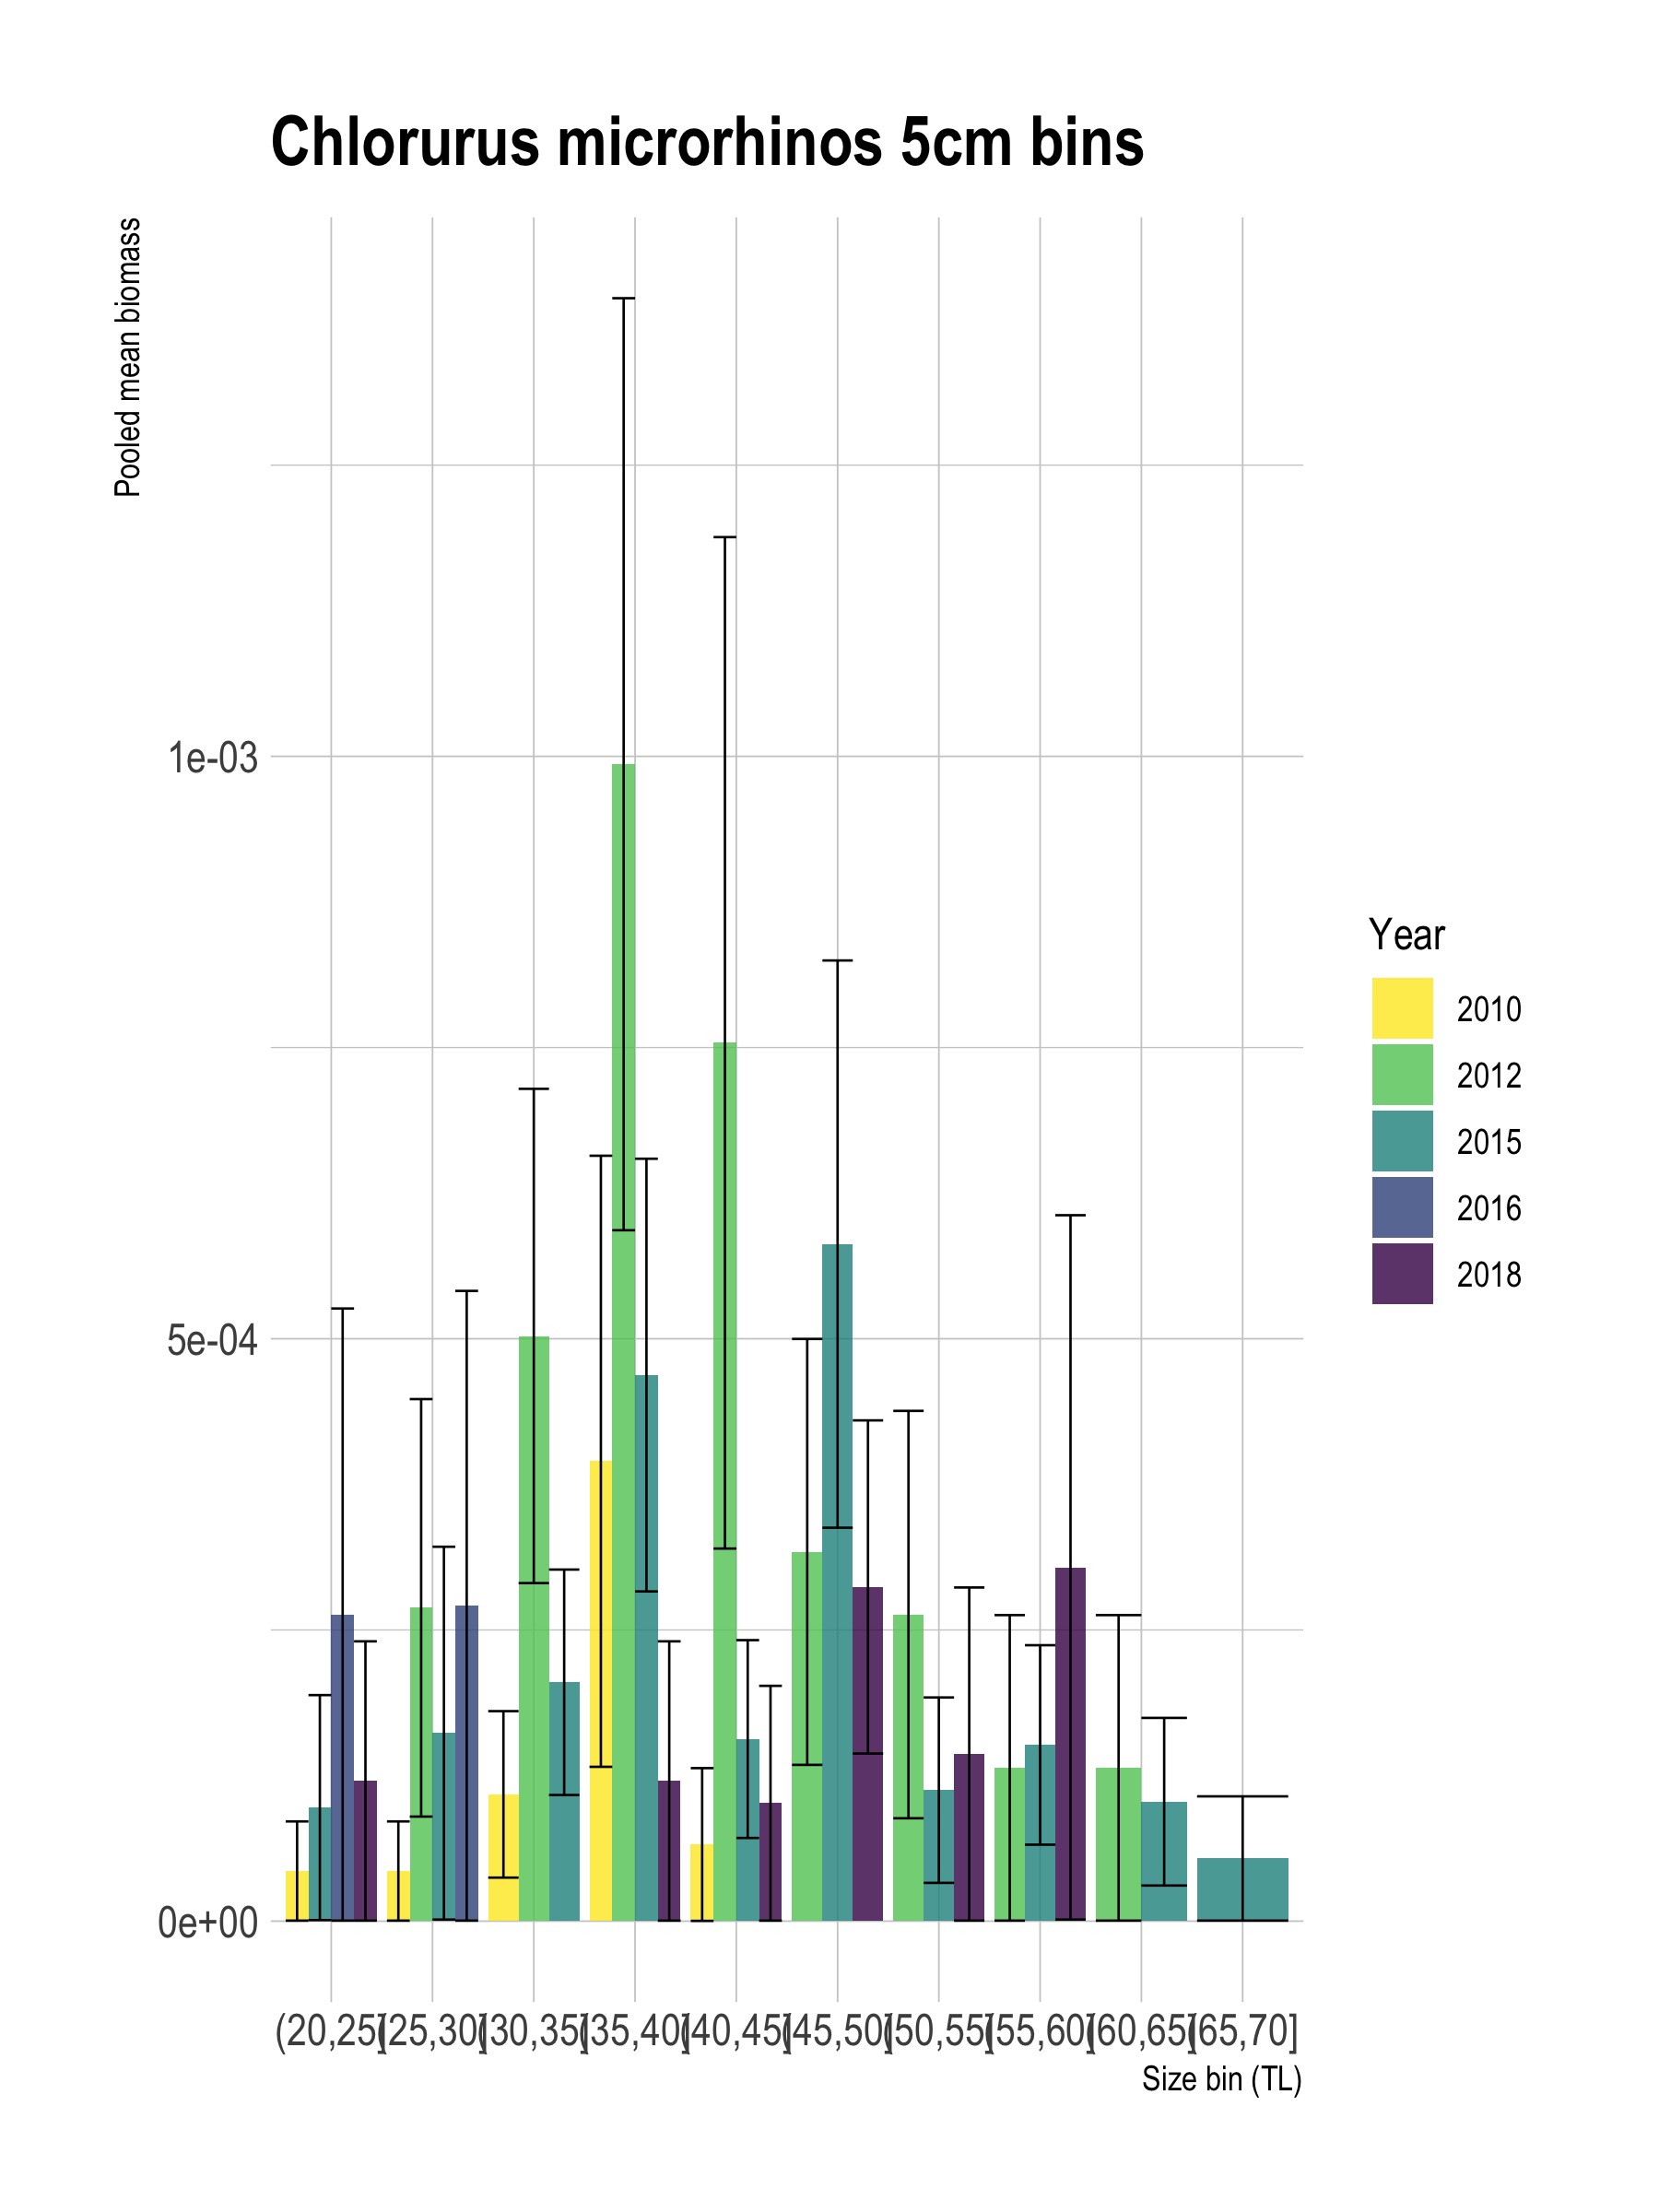 Chlorurus microrhinos 5cm bins
Pooled mean biomass
1e-03
5e-04
0e+00
(20,25] (25,30] (30,35] (35,40] (40,45] (45,50] (50,55] (55,60] (60,65] (65,70]
Size bin (TL)
Year
2010
2012
2015
2016
2018